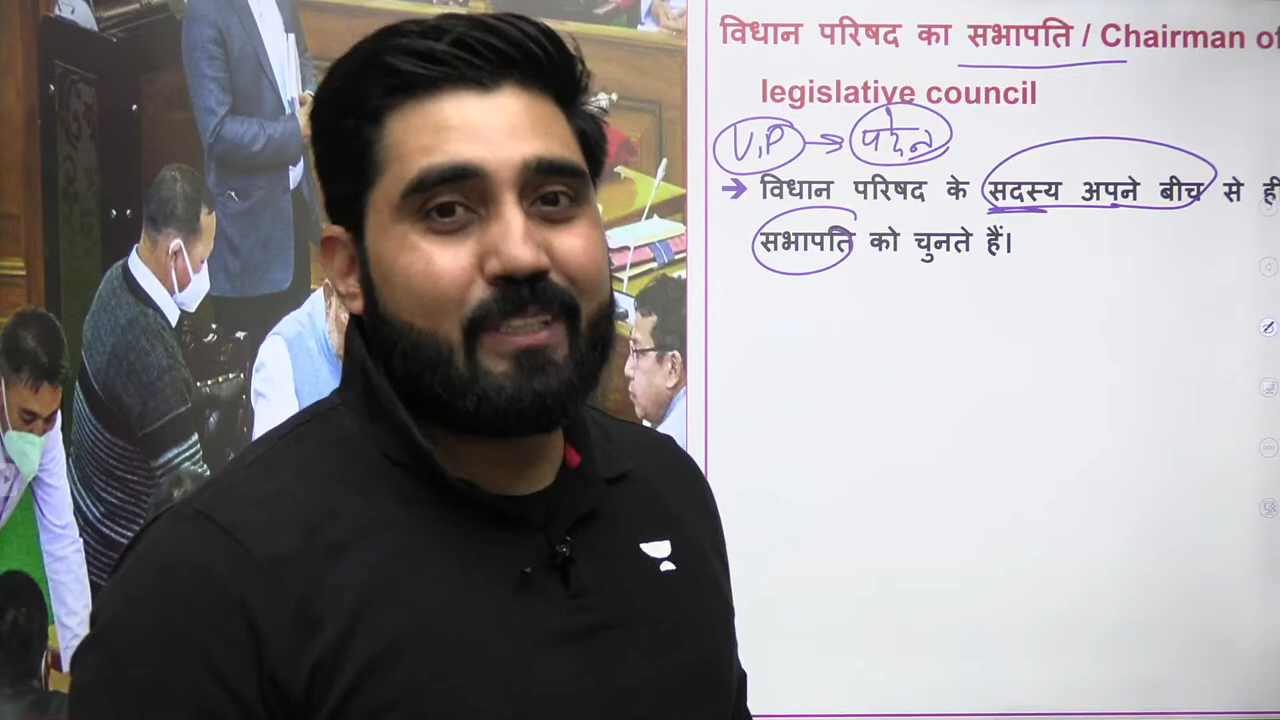 विधान परिषद का सभापति / Chairman of
legislative council
V.P → पदेन
→ विधान परिषद के सदस्य अपने बीच से ही
सभापति को चुनते हैं।